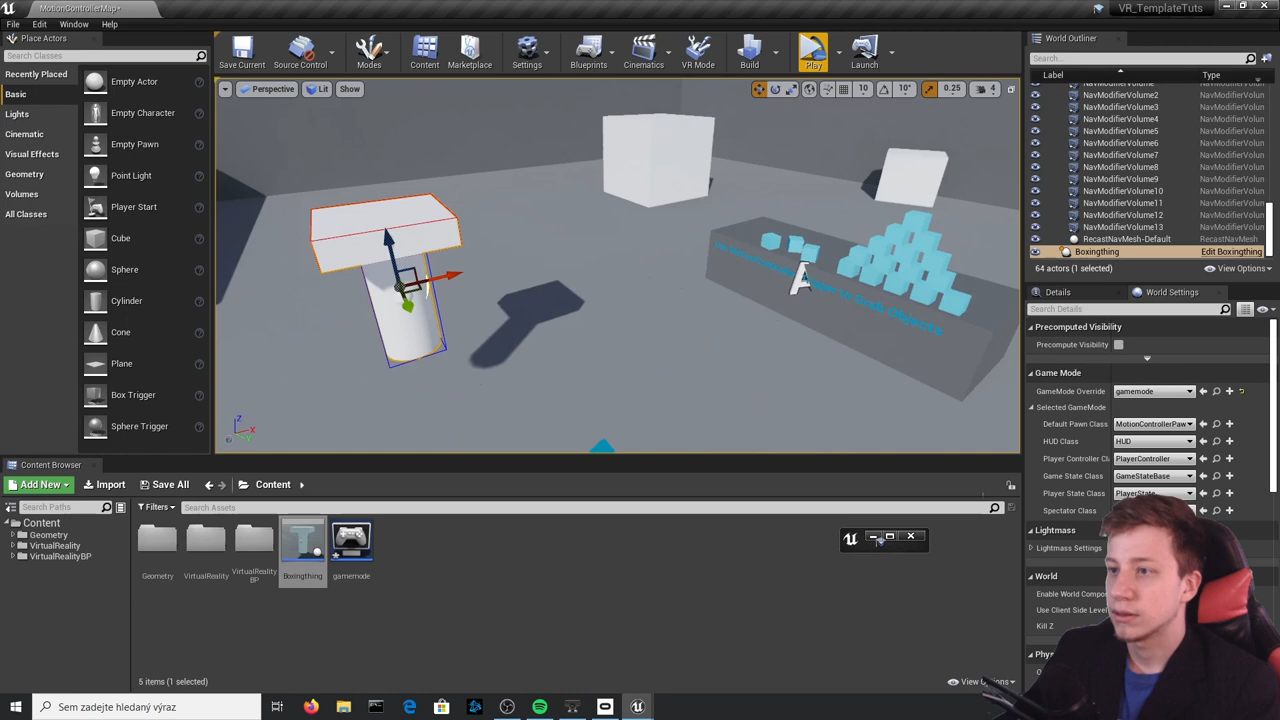 MotionControllerMap*
VR_TemplateTuts
File Edit Window Help
Place Actors
Search Classes
Recently Placed
Basic
Lights
Cinematic
Visual Effects
Geometry
Volumes
All Classes
Empty Actor
Empty Character
Empty Pawn
Point Light
Player Start
Cube
Sphere
Cylinder
Cone
Plane
Box Trigger
Sphere Trigger
Save Current
Source Control
Modes
Content
Marketplace
Settings
Blueprints
Cinematics
VR Mode
Build
Play
Launch
Perspective
Lit
Show
10
10°
0.25
4
A
Z
X
Y
World Outliner
Search...
Label
Type
NavModifierVolume2 NavModifierVolun
NavModifierVolume3 NavModifierVolun
NavModifierVolume4 NavModifierVolun
NavModifierVolume5 NavModifierVolun
NavModifierVolume6 NavModifierVolun
NavModifierVolume7 NavModifierVolun
NavModifierVolume8 NavModifierVolun
NavModifierVolume9 NavModifierVolun
NavModifierVolume10 NavModifierVolun
NavModifierVolume11 NavModifierVolun
NavModifierVolume12 NavModifierVolun
NavModifierVolume13 NavModifierVolun
RecastNavMesh-Default RecastNavMesh
Boxingthing Edit Boxingthing
64 actors (1 selected)
View Options
Details
World Settings
Search Details
Precomputed Visibility
Precompute Visibility
Game Mode
GameMode Override gamemode
Selected GameMode
Default Pawn Class MotionControllerPaw
HUD Class HUD
Player Controller Cl PlayerController
Game State Class GameStateBase
Player State Class PlayerState
Spectator Class
Lightmass
Lightmass Settings
World
Enable World Compo
Use Client Side Level
Kill Z
Content Browser
Add New
Import
Save All
Content
Search Paths
Filters
Search Assets
Content
Geometry
VirtualReality
VirtualRealityBP
Geometry
VirtualReality
VirtualReality
BP
Boxingthing
gamemode
5 items (1 selected)
View Options
Sem zadejte hledaný výraz